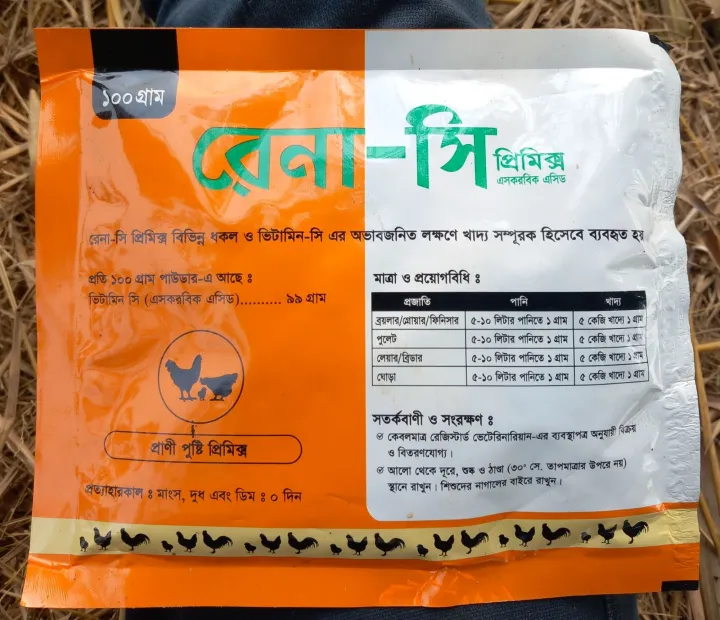 ১০০ গ্রাম
রেনা-সি প্রিমিক্স
এসকরবিক এসিড
রেনা-সি প্রিমিক্স বিভিন্ন ধকল ও ভিটামিন-সি এর অভাবজনিত লক্ষণে খাদ্য সম্পূরক হিসেবে ব্যবহৃত হয়
প্রতি ১০০ গ্রাম পাউডার-এ আছে ঃ
ভিটামিন সি (এসকরবিক এসিড).......... ৯৯ গ্রাম
প্রাণী পুষ্টি প্রিমিক্স
প্রত্যাহারকাল ঃ মাংস, দুধ এবং ডিম ঃ ০ দিন
মাত্রা ও প্রয়োগবিধি ঃ
প্রজাতি পানি খাদ্য
ব্রয়লার/গ্রোয়ার/ফিনিসার ৫-১০ লিটার পানিতে ১ গ্রাম ৫ কেজি খাদ্যে ১ গ্রাম
পুলেট ৫-১০ লিটার পানিতে ১ গ্রাম ৫ কেজি খাদ্যে ১ গ্রাম
লেয়ার/ব্রিডার ৫-১০ লিটার পানিতে ১ গ্রাম ৫ কেজি খাদ্যে ১ গ্রাম
ঘোড়া ৫-১০ লিটার পানিতে ১ গ্রাম ৫ কেজি খাদ্যে ১ গ্রাম
সতর্কবাণী ও সংরক্ষণ ঃ
কেবলমাত্র রেজিস্টার্ড ভেটেরিনারিয়ান-এর ব্যবস্থাপত্র অনুযায়ী বিক্রয়
ও বিতরণযোগ্য।
আলো থেকে দূরে, শুষ্ক ও ঠাণ্ডা (৩০° সে. তাপমাত্রার উপরে নয়)
স্থানে রাখুন। শিশুদের নাগালের বাইরে রাখুন।